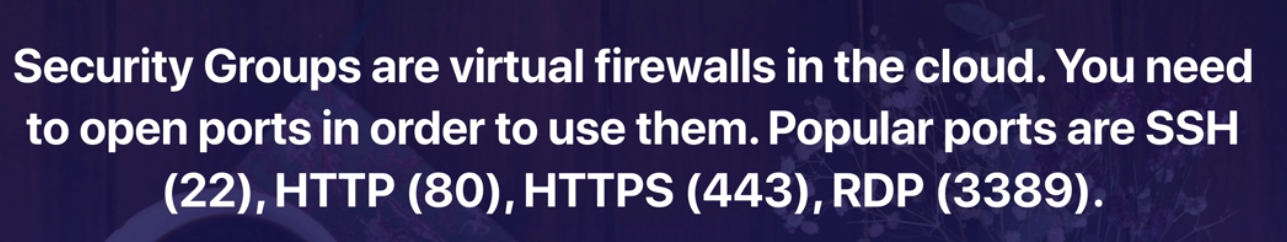 Security Groups are virtual firewalls in the cloud. You need
to open ports in order to use them. Popular ports are SSH
(22), HTTP (80), HTTPS (443), RDP (3389).